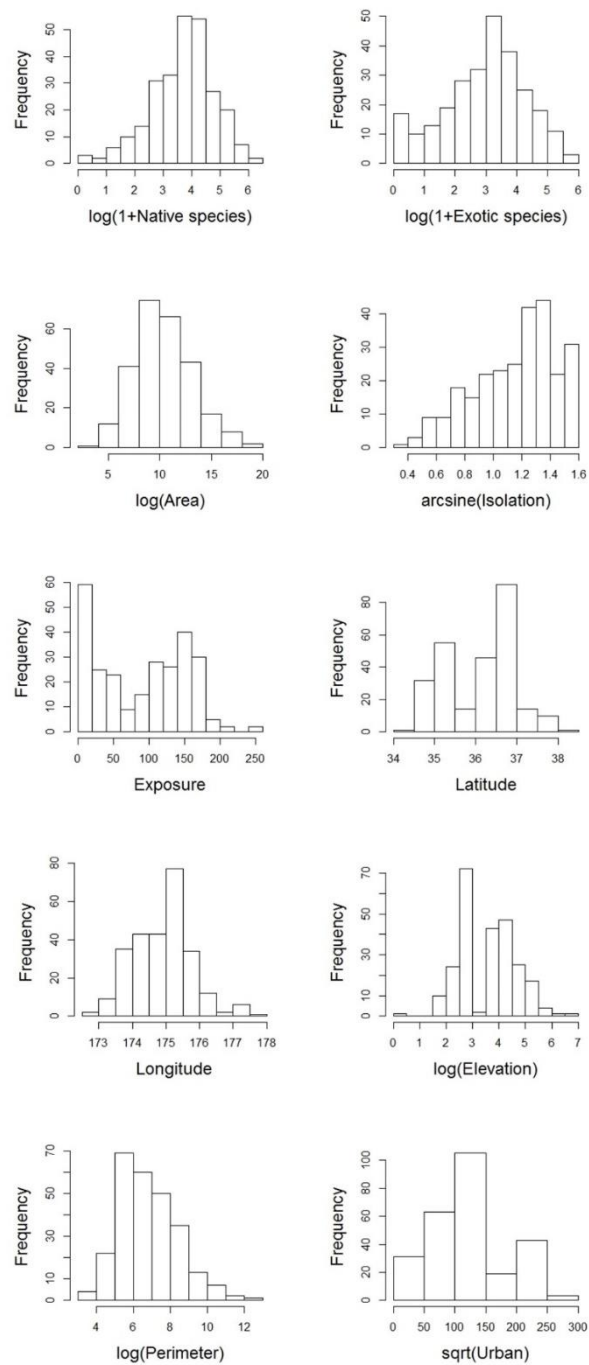 Frequency
0 10 30 50
0 1 2 3 4 5 6
log(1+Native species)
Frequency
0 10 20 30 40 50
0 1 2 3 4 5 6
log(1+Exotic species)
Frequency
0 20 40 60
5 10 15 20
log(Area)
Frequency
0 10 20 30 40
0.4 0.6 0.8 1.0 1.2 1.4 1.6
arcsine(Isolation)
Frequency
0 10 20 30 40 50 60
0 50 100 150 200 250
Exposure
Frequency
0 20 40 60 80
34 35 36 37 38
Latitude
Frequency
0 20 40 60 80
173 174 175 176 177 178
Longitude
Frequency
0 10 30 50 70
0 1 2 3 4 5 6 7
log(Elevation)
Frequency
0 10 30 50 70
4 6 8 10 12
log(Perimeter)
Frequency
0 20 40 60 80 100
0 50 100 150 200 250 300
sqrt(Urban)